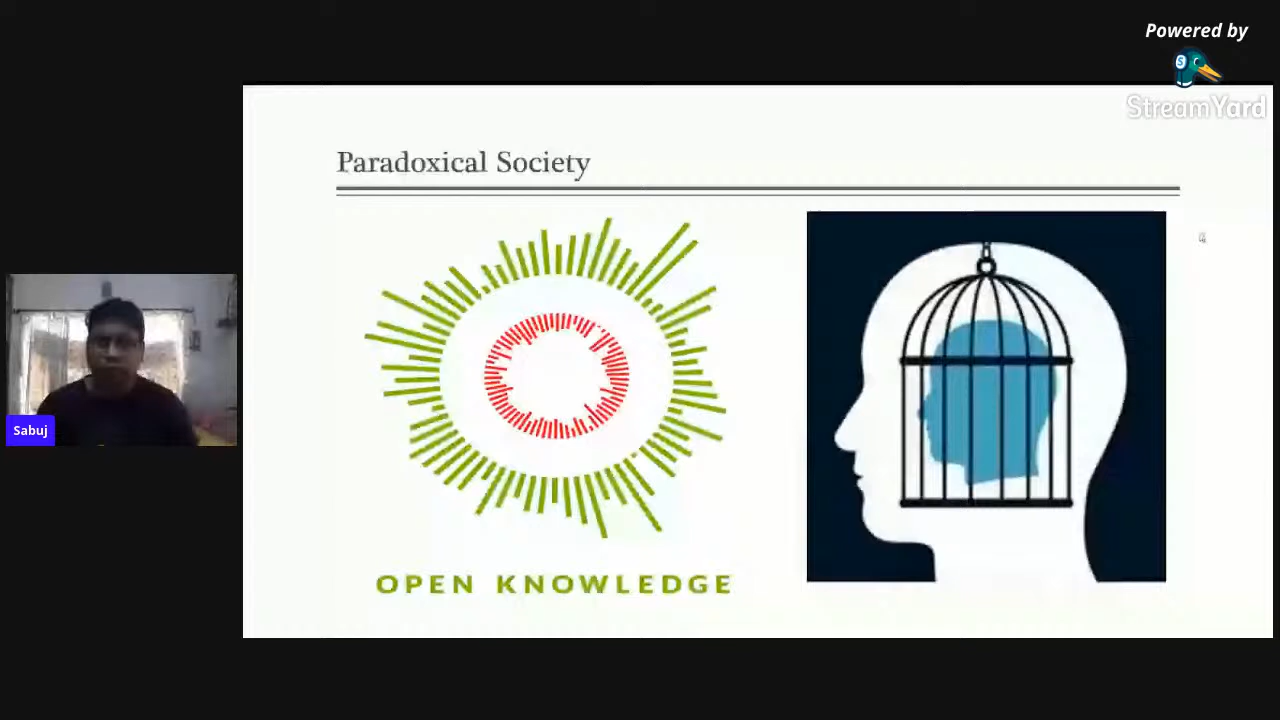 Powered by
S
StreamYard
Paradoxical Society
Sabuj
OPEN KNOWLEDGE